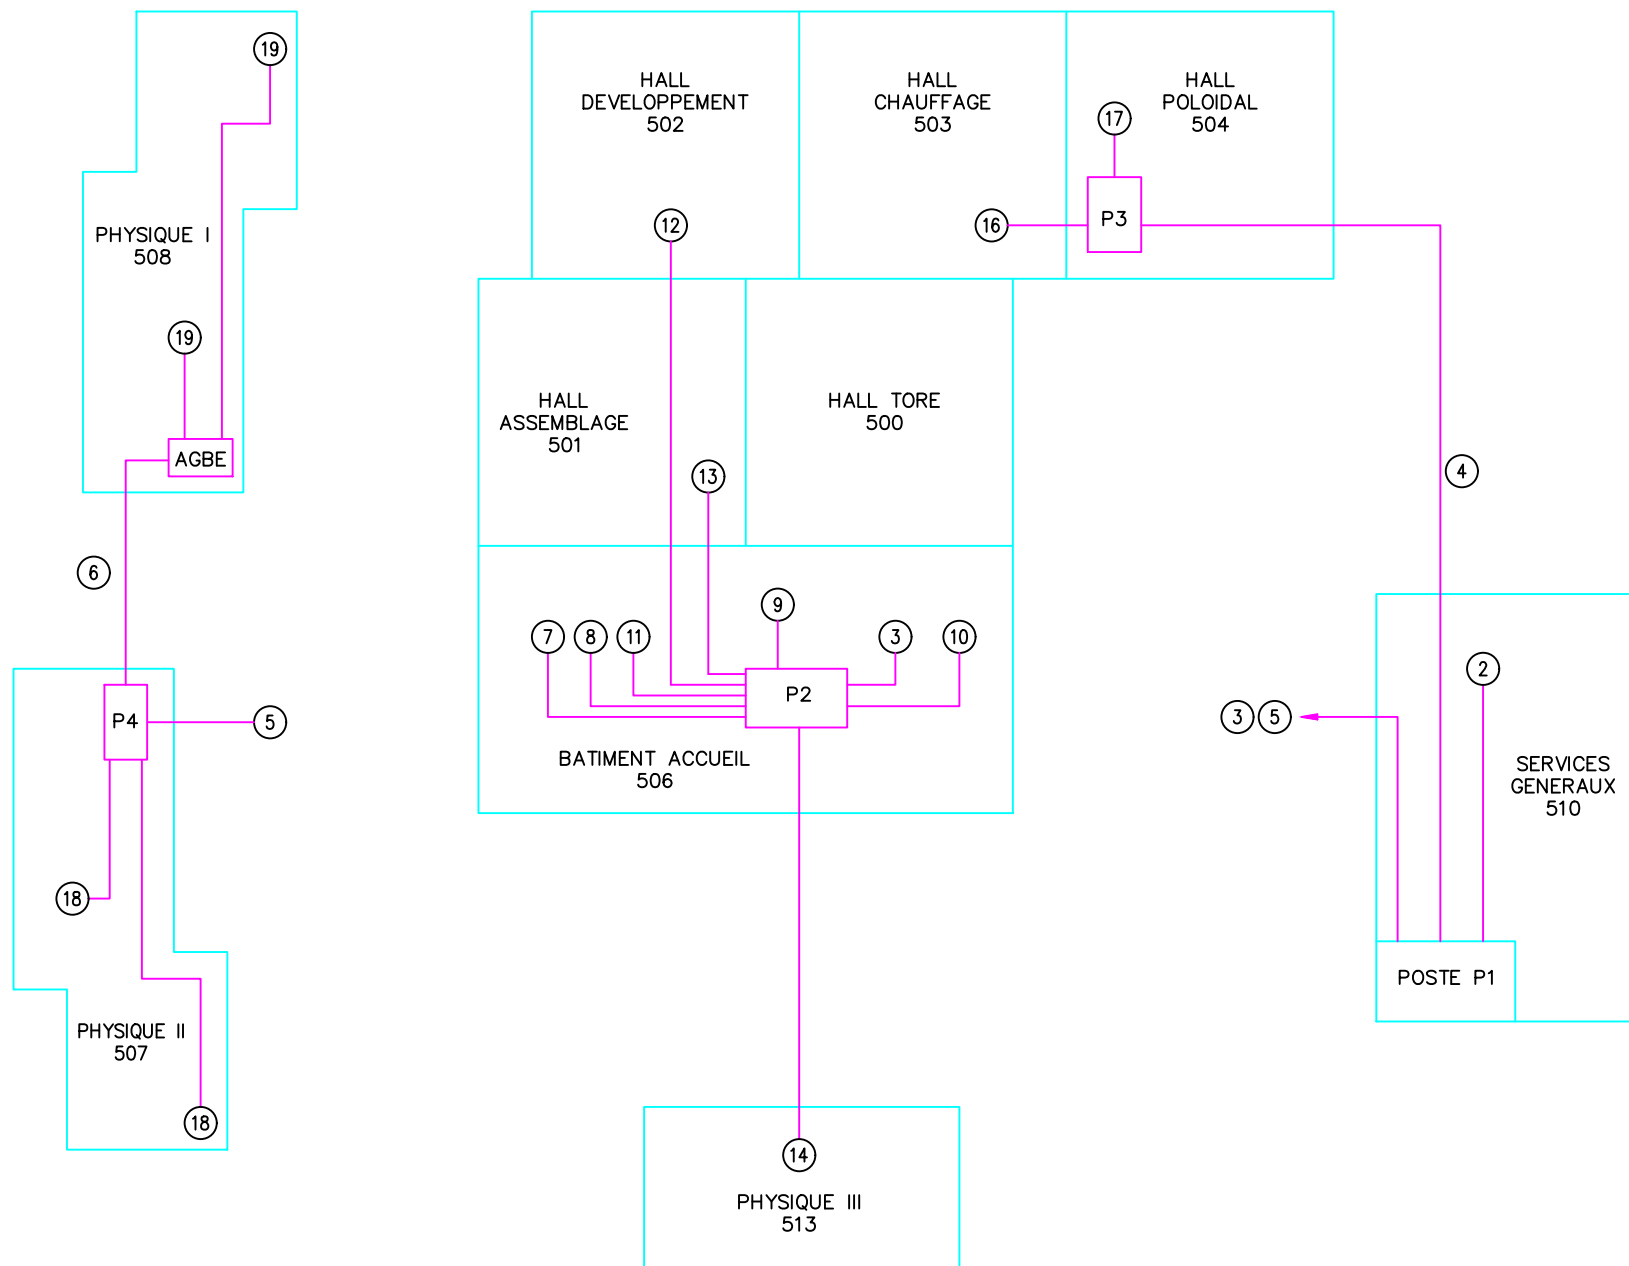 19
PHYSIQUE I
508
19
AGBE
6
P4
5
18
PHYSIQUE II
507
18
HALL
DEVELOPPEMENT
502
12
HALL
CHAUFFAGE
503
16
HALL
POLOIDAL
504
17
P3
HALL
ASSEMBLAGE
501
13
HALL TORE
500
4
9
7
8
11
3
10
P2
BATIMENT ACCUEIL
506
14
PHYSIQUE III
513
3 5
2
SERVICES
GENERAUX
510
POSTE P1